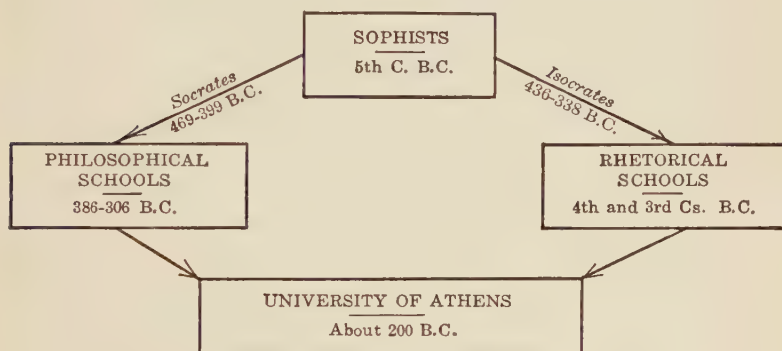 SOPHISTS
5th C. B.C.
Socrates
469-399 B.C.
Isocrates
436-338 B.C.
PHILOSOPHICAL
SCHOOLS
386-306 B.C.
RHETORICAL
SCHOOLS
4th and 3rd Cs. B.C.
UNIVERSITY OF ATHENS
About 200 B.C.